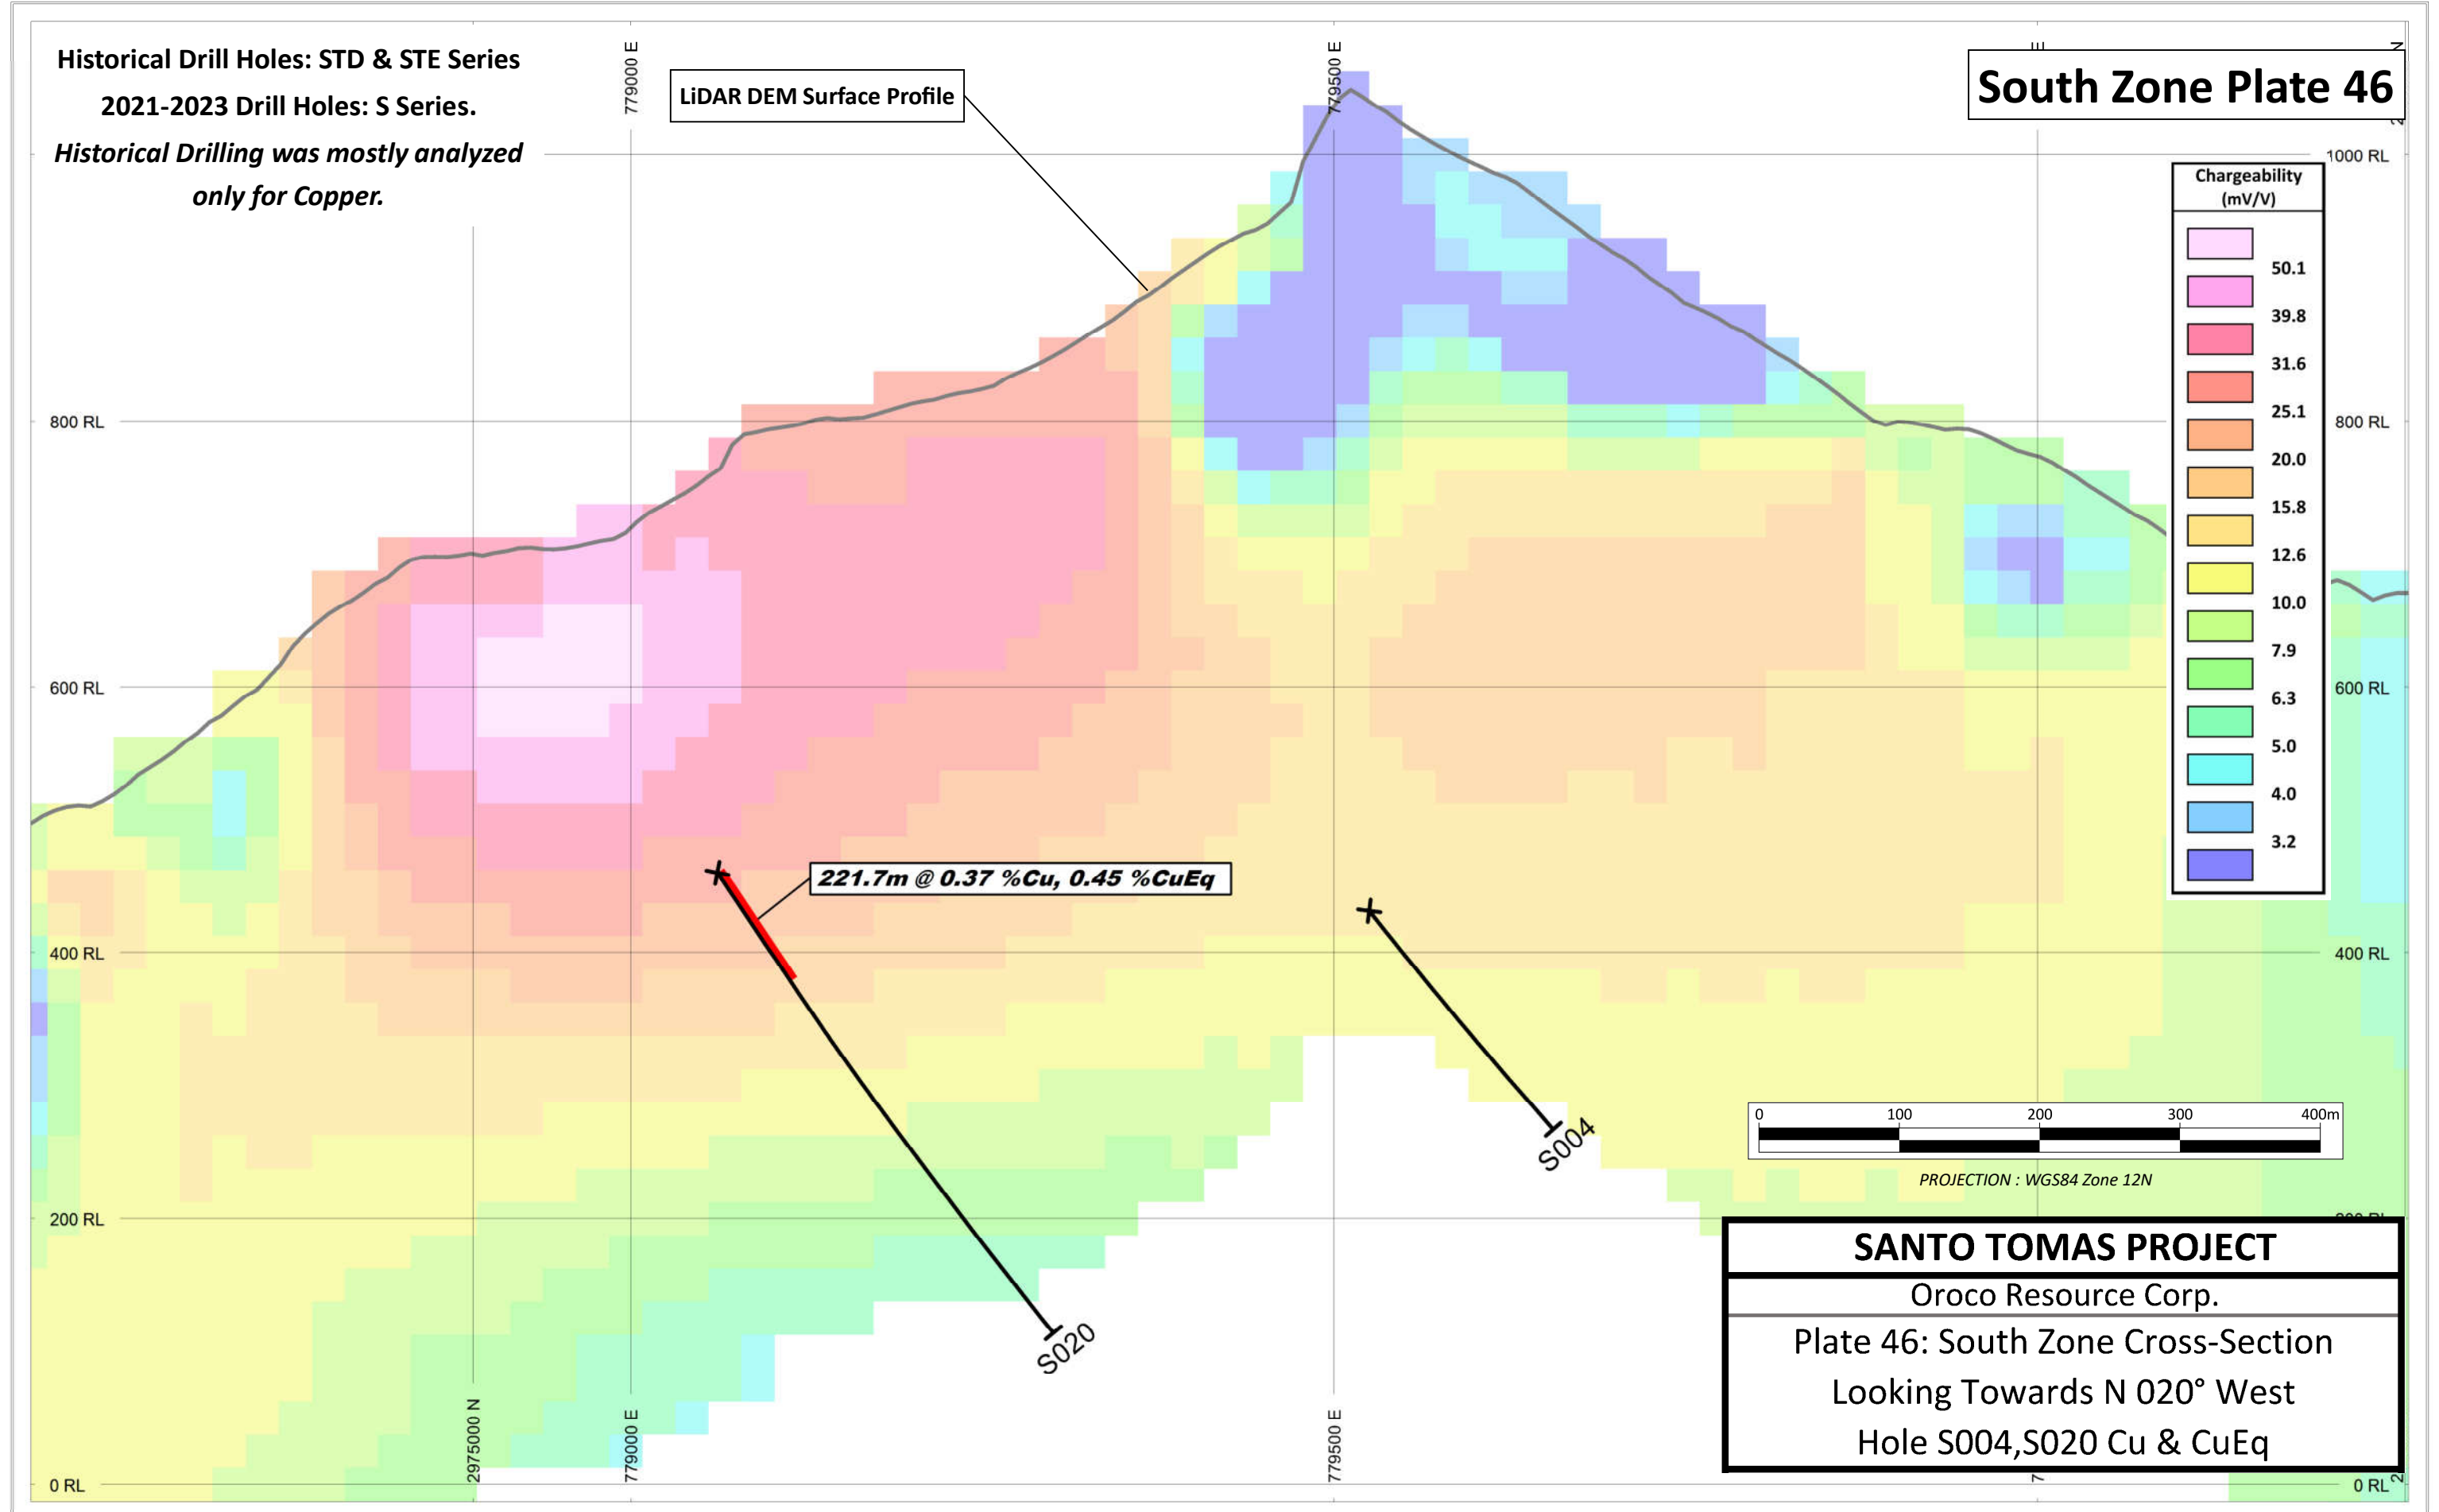 Historical Drill Holes: STD & STE Series
2021-2023 Drill Holes: S Series.
Historical Drilling was mostly analyzed
only for Copper.
779000 E
LiDAR DEM Surface Profile
779500 E
E
N
South Zone Plate 46
1000 RL
Chargeability
(mV/V)
50.1
39.8
31.6
25.1
20.0
15.8
12.6
10.0
7.9
6.3
5.0
4.0
3.2
800 RL
800 RL
600 RL
600 RL
221.7m @ 0.37 %Cu, 0.45 %CuEq
400 RL
400 RL
S004
0 100 200 300 400m
PROJECTION : WGS84 Zone 12N
200 RL
S020
SANTO TOMAS PROJECT
Oroco Resource Corp.
Plate 46: South Zone Cross-Section
Looking Towards N 020° West
Hole S004,S020 Cu & CuEq
2975000 N
779000 E
779500 E
7
2
0 RL
0 RL